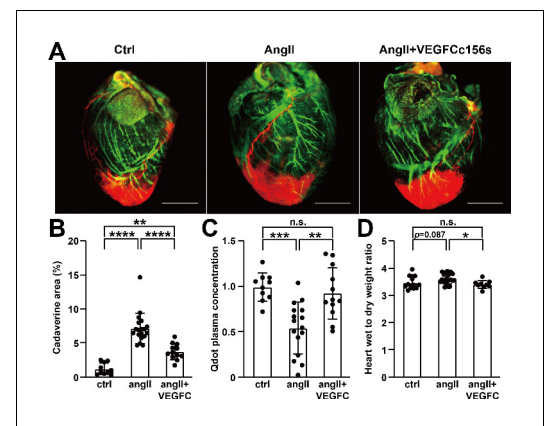 A
Ctrl
AngII
AngII+VEGFCc156s
B
Cadaverine area (%)
20
15
10
5
0
**
**** ****
ctrl angII angII+
VEGFC
C
Qdot plasma concentration
1.5
1.0
0.5
0.0
n.s.
*** **
ctrl angII angII+
VEGFC
D
Heart wet to dry weight ratio
5
4
3
2
1
0
n.s.
p=0.087 *
ctrl angII angII+
VEGFC